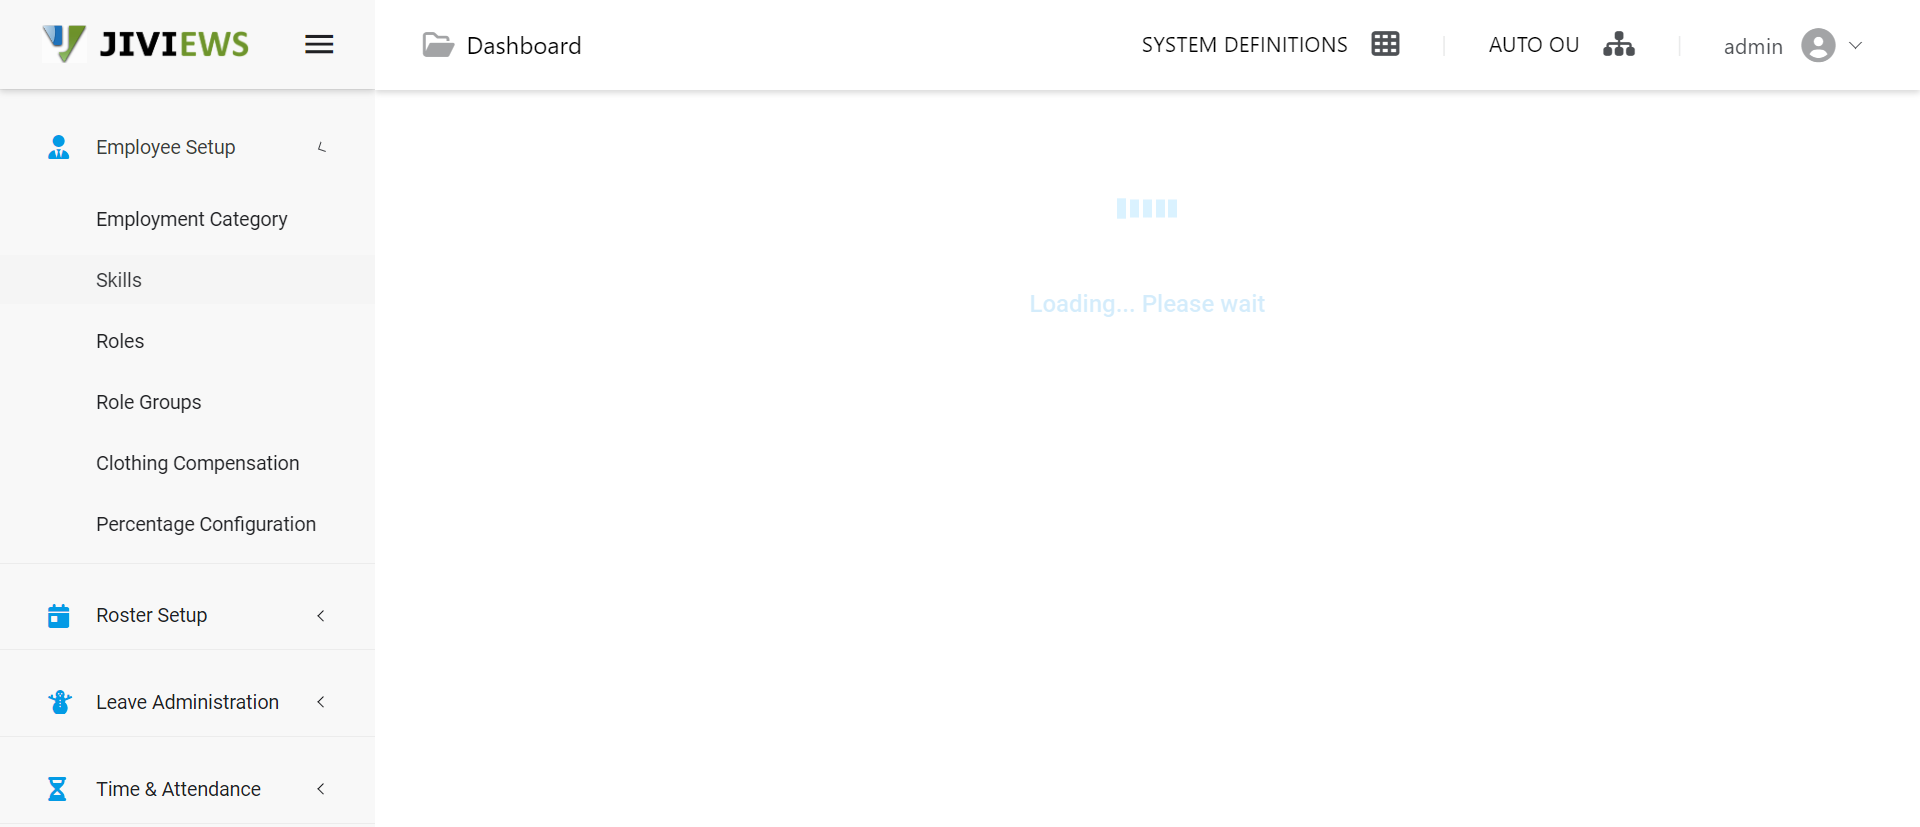 JIVIEWS
Dashboard
SYSTEM DEFINITIONS
AUTO OU
admin
Employee Setup
Employment Category
Skills
Roles
Role Groups
Clothing Compensation
Percentage Configuration
Roster Setup
Leave Administration
Time & Attendance
Loading... Please wait